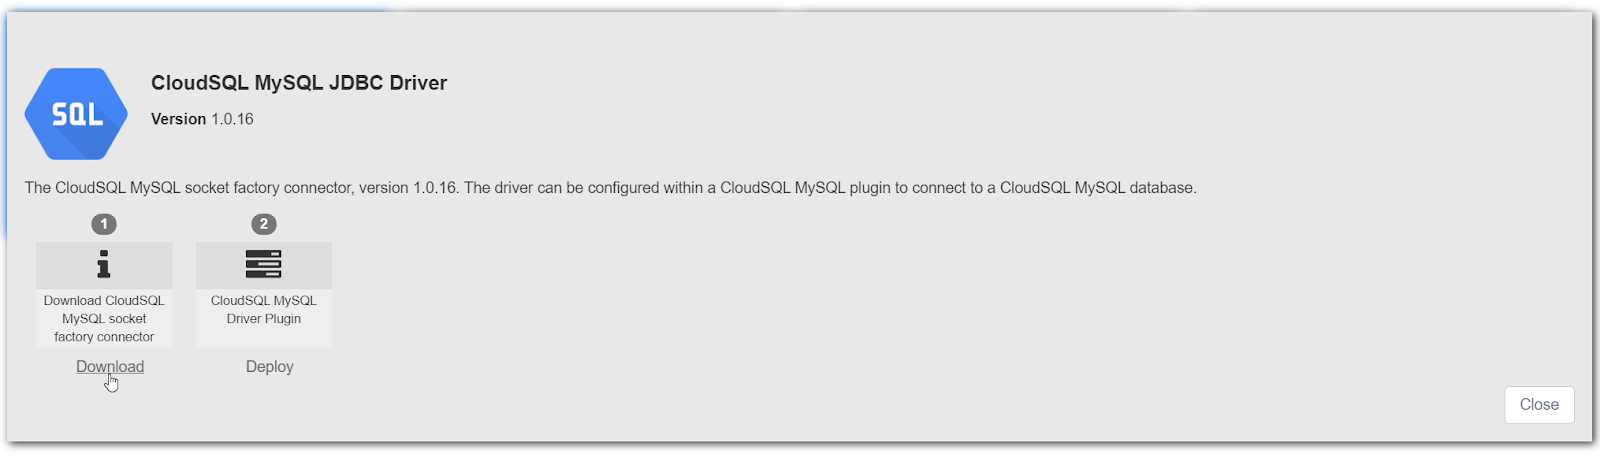 SQL
CloudSQL MySQL JDBC Driver
Version 1.0.16
The CloudSQL MySQL socket factory connector, version 1.0.16. The driver can be configured within a CloudSQL MySQL plugin to connect to a CloudSQL MySQL database.
1
Download CloudSQL
MySQL socket
factory connector
Download
2
CloudSQL MySQL
Driver Plugin
Deploy
Close